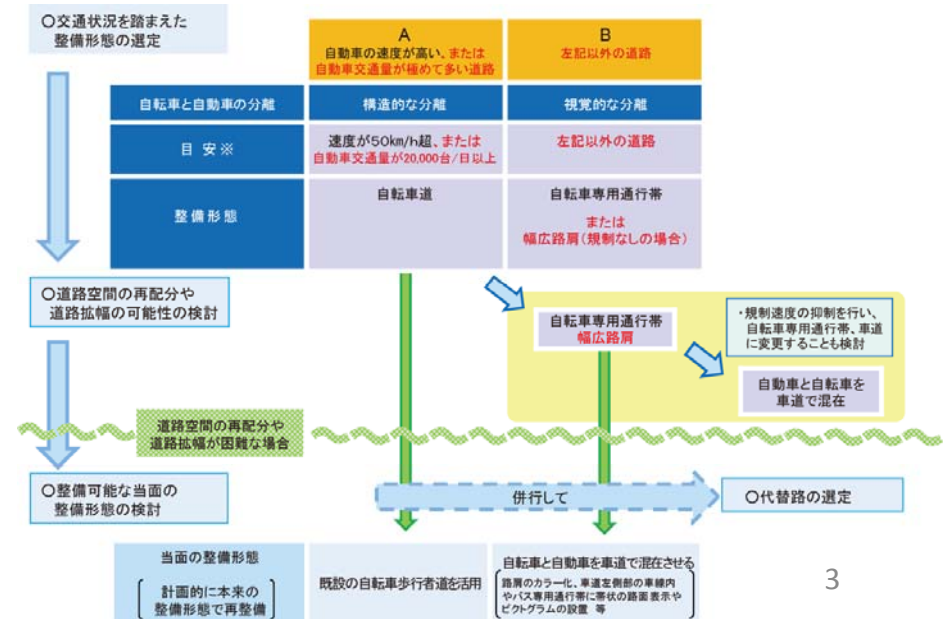 ○交通状況を踏まえた
整備形態の選定
A
自動車の速度が高い、または
自動車交通量が極めて多い道路
B
左記以外の道路
自転車と自動車の分離
構造的な分離
視覚的な分離
目安※
速度が50km/h超、または
自動車交通量が20,000台/日以上
左記以外の道路
整備形態
自転車道
自転車専用通行帯
または
幅広路肩(規制なしの場合)
○道路空間の再配分や
道路拡幅の可能性の検討
自転車専用通行帯
幅広路肩
・規制速度の抑制を行い、
自転車専用通行帯、車道
に変更することも検討
自動車と自転車を
車道で混在
道路空間の再配分や
道路拡幅が困難な場合
○整備可能な当面の
整備形態の検討
併行して
○代替路の選定
当面の整備形態
計画的に本来の
整備形態で再整備
既設の自転車歩行者道を活用
自転車と自動車を車道で混在させる
路肩のカラー化、車道左側部の車線内
やバス専用通行帯に帯状の路面表示や
ピクトグラムの設置 等
3